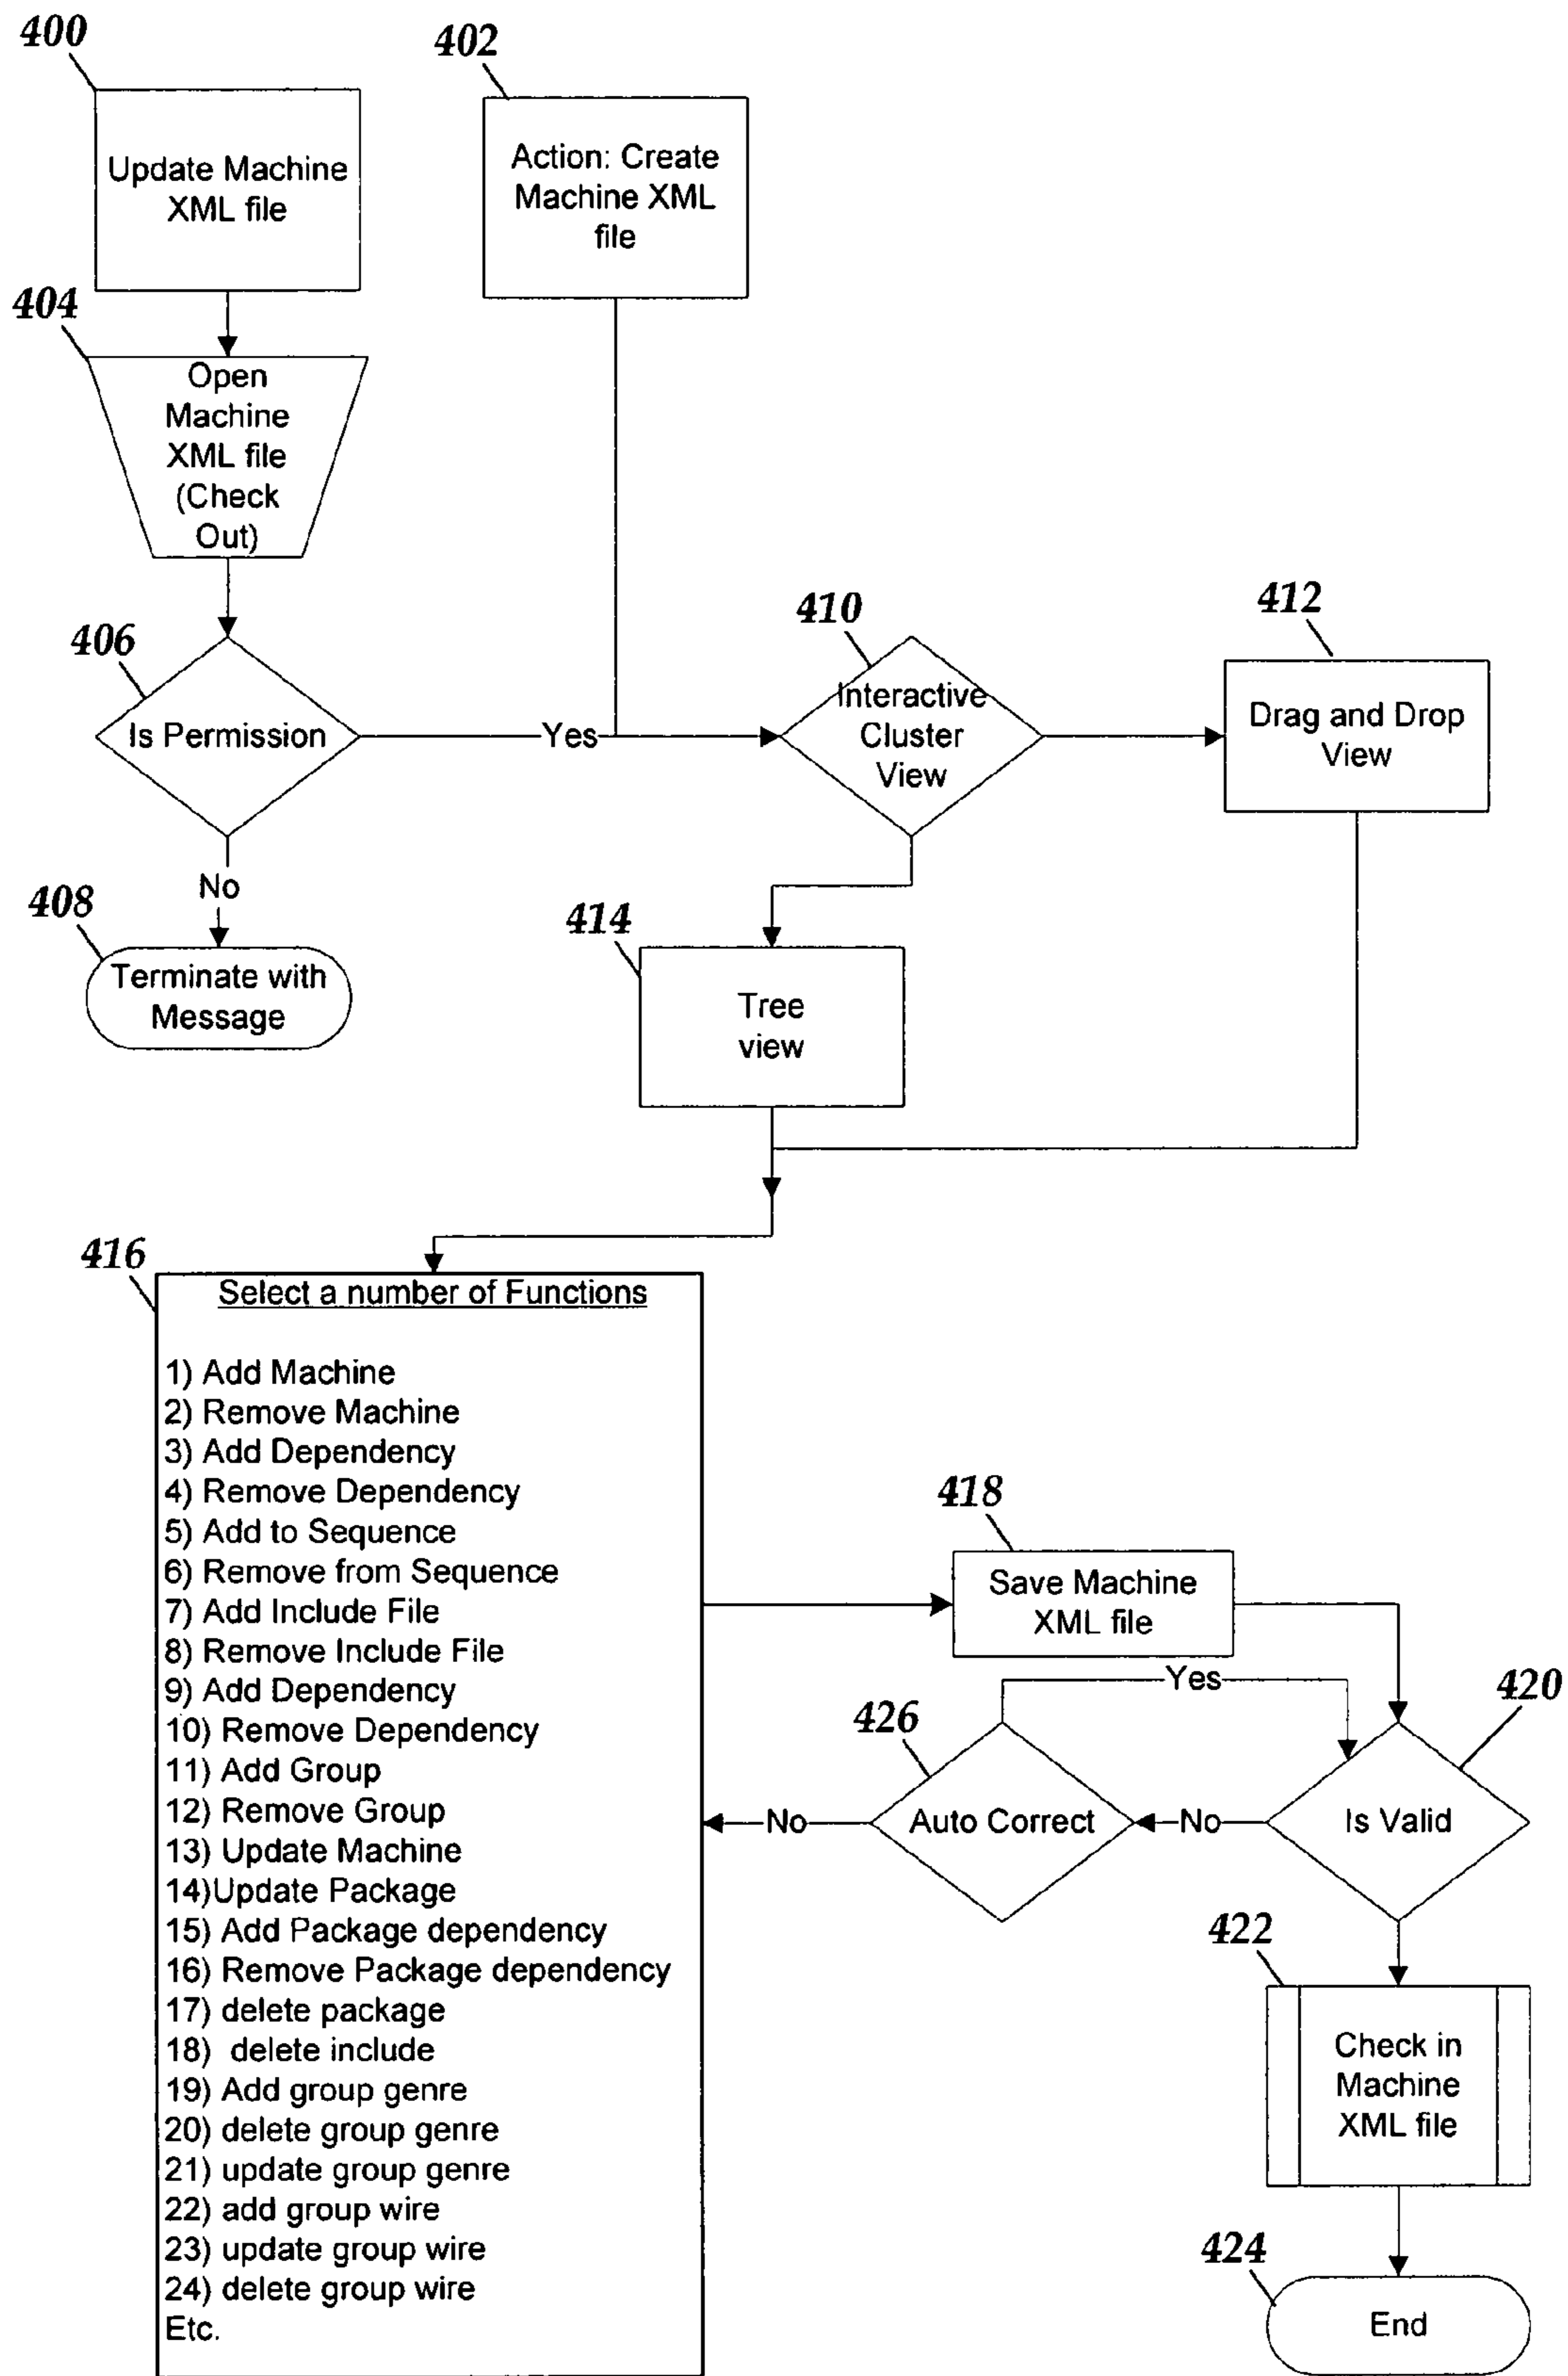 400
402
Update Machine
XML file
Action: Create
Machine XML
file
404
Open
Machine
XML file
(Check
Out)
406
Is Permission
Yes
410
Interactive
Cluster
View
412
Drag and Drop
View
No
408
Terminate with
Message
414
Tree
view
416
Select a number of Functions
1) Add Machine
2) Remove Machine
3) Add Dependency
4) Remove Dependency
5) Add to Sequence
6) Remove from Sequence
7) Add Include File
8) Remove Include File
9) Add Dependency
10) Remove Dependency
11) Add Group
12) Remove Group
13) Update Machine
14)Update Package
15) Add Package dependency
16) Remove Package dependency
17) delete package
18)  delete include
19) Add group genre
20) delete group genre
21) update group genre
22) add group wire
23) update group wire
24) delete group wire
Etc.
418
Save Machine
XML file
Yes
420
426
No
Auto Correct
No
Is Valid
422
Check in
Machine
XML file
424
End